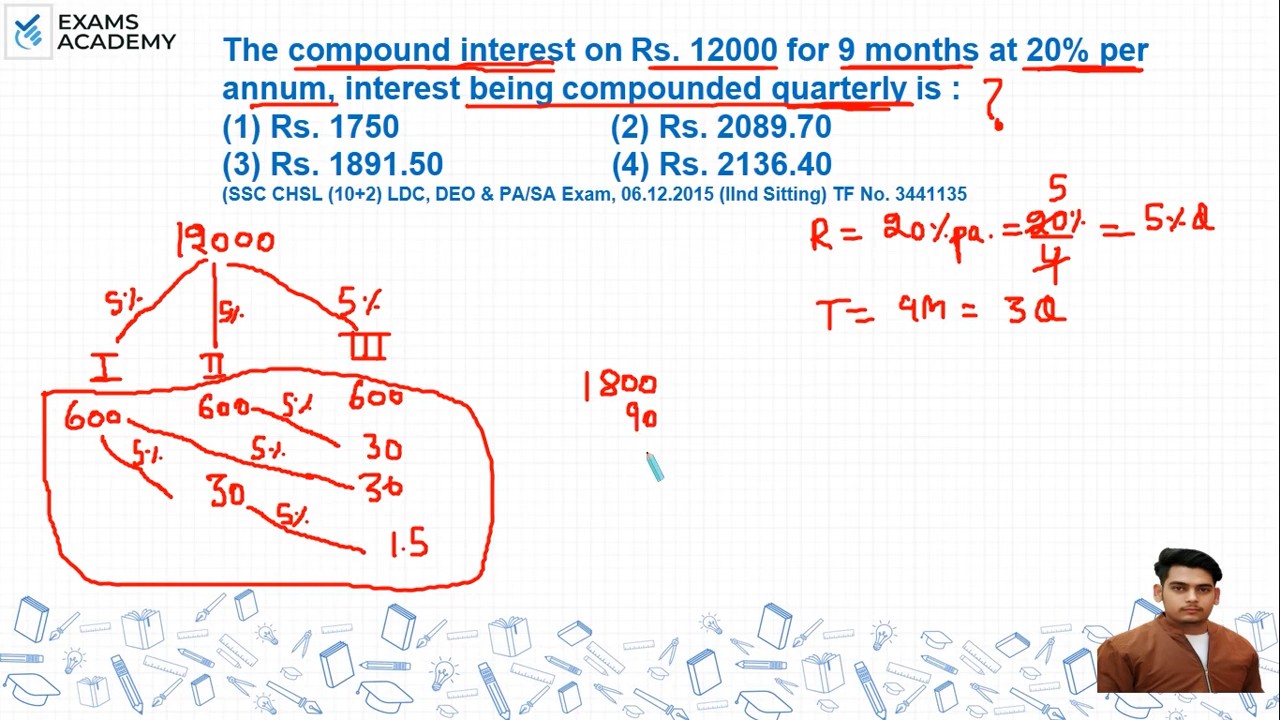 EXAMS
ACADEMY
The compound interest on Rs. 12000 for 9 months at 20% per
annum, interest being compounded quarterly is : ?
(1) Rs. 1750 (2) Rs. 2089.70
(3) Rs. 1891.50 (4) Rs. 2136.40
(SSC CHSL (10+2) LDC, DEO & PA/SA Exam, 06.12.2015 (IInd Sitting) TF No. 3441135
5
R = 20% pa. = 20%/4 = 5% Q
T = 9M = 3Q
12000
5% 5% 5%
I II III
600 600 5% 600
5% 5% 30
30 30
5% 1.5
1800
90